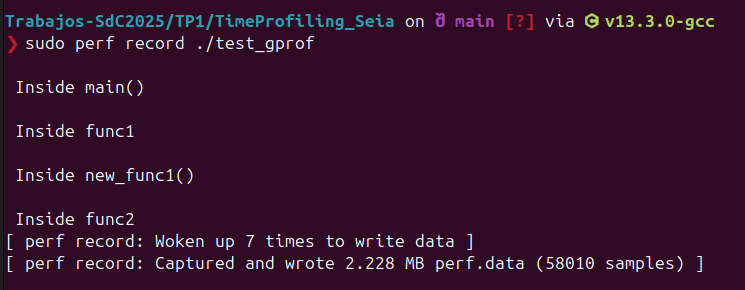 Trabajos-SdC2025/TP1/TimeProfiling_Seia on main [?] via C v13.3.0-gcc
❯ sudo perf record ./test_gprof
Inside main()
Inside func1
Inside new_func1()
Inside func2
[ perf record: Woken up 7 times to write data ]
[ perf record: Captured and wrote 2.228 MB perf.data (58010 samples) ]